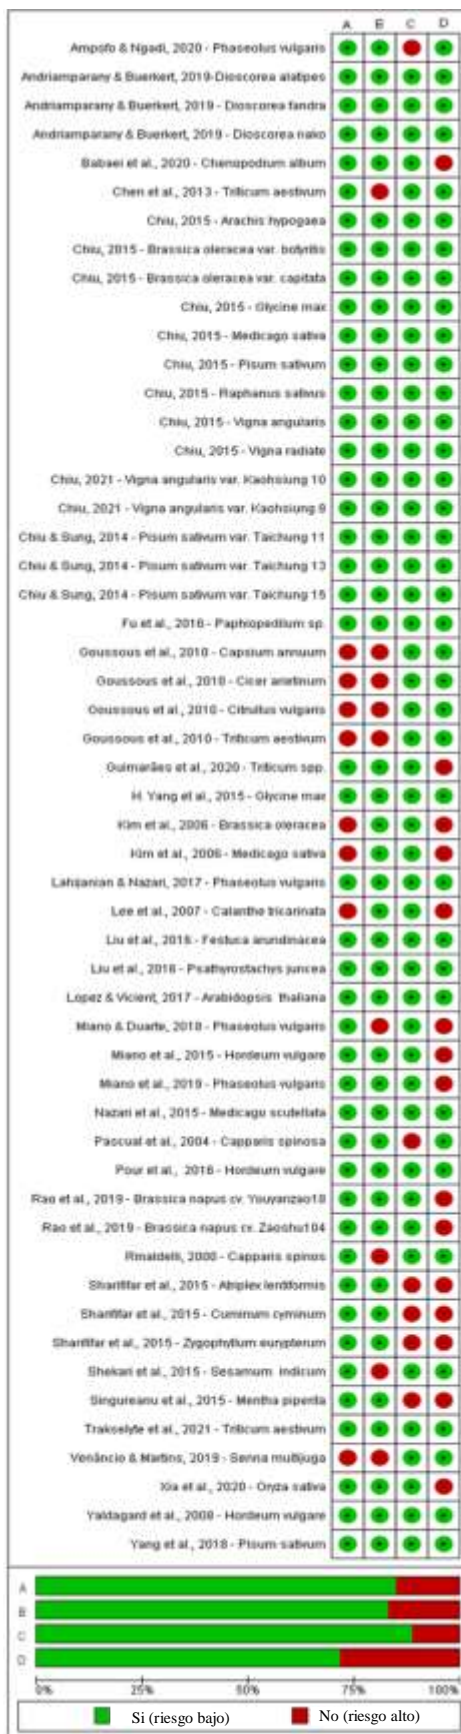 A B C D
Ampofo & Ngadi, 2020 - Phaseolus vulgaris
Andriamparany & Buerkert, 2019-Dioscorea alatipes
Andriamparany & Buerkert, 2019 - Dioscorea fandra
Andriamparany & Buerkert, 2019 - Dioscorea nako
Babaei et al., 2020 - Chenopodium album
Chen et al., 2013 - Triticum aestivum
Chiu, 2015 - Arachis hypogaea
Chiu, 2015 - Brassica oleracea var. botyritis
Chiu, 2015 - Brassica oleracea var. capitata
Chiu, 2015 - Glycine max
Chiu, 2015 - Medicago sativa
Chiu, 2015 - Pisum sativum
Chiu, 2015 - Raphanus sativus
Chiu, 2015 - Vigna angularis
Chiu, 2015 - Vigna radiate
Chiu, 2021 - Vigna angularis var. Kaohsiung 10
Chiu, 2021 - Vigna angularis var. Kaohsiung 9
Chiu & Sung, 2014 - Pisum sativum var. Taichung 11
Chiu & Sung, 2014 - Pisum sativum var. Taichung 13
Chiu & Sung, 2014 - Pisum sativum var. Taichung 15
Fu et al., 2016 - Paphiopedilum sp.
Goussous et al., 2010 - Capsium annuum
Goussous et al., 2010 - Cicer arietinum
Goussous et al., 2010 - Citrullus vulgaris
Goussous et al., 2010 - Triticum aestivum
Guimarães et al., 2020 - Triticum spp.
H. Yang et al., 2015 - Glycine max
Kim et al., 2006 - Brassica oleracea
Kim et al., 2006 - Medicago sativa
Lahijanian & Nazari, 2017 - Phaseolus vulgaris
Lee et al., 2007 - Calanthe tricarinata
Liu et al., 2016 - Festuca arundinacea
Liu et al., 2016 - Psathyrostachys juncea
Lopez & Vicient, 2017 - Arabidopsis thaliana
Miano & Duarte, 2018 - Phaseolus vulgaris
Miano et al., 2015 - Hordeum vulgare
Miano et al., 2019 - Phaseolus vulgaris
Nazari et al., 2015 - Medicago scutellata
Pascual et al., 2004 - Capparis spinosa
Pour et al., 2016 - Hordeum vulgare
Rao et al., 2019 - Brassica napus cv. Youyanzao18
Rao et al., 2019 - Brassica napus cv. Zaoshu104
Rinaldelli, 2000 - Capparis spinos
Sharififar et al., 2015 - Atriplex lentiformis
Sharififar et al., 2015 - Cuminum cyminum
Sharififar et al., 2015 - Zygophyllum eurypterum
Shekari et al., 2015 - Sesamum indicum
Singureanu et al., 2015 - Mentha piperita
Trakselyte et al., 2021 - Triticum aestivum
Venâncio & Martins, 2019 - Senna multijuga
Xia et al., 2020 - Oryza sativa
Yaldagard et al., 2008 - Hordeum vulgare
Yang et al., 2018 - Pisum sativum
A
B
C
D
0% 25% 50% 75% 100%
Si (riesgo bajo) No (riesgo alto)